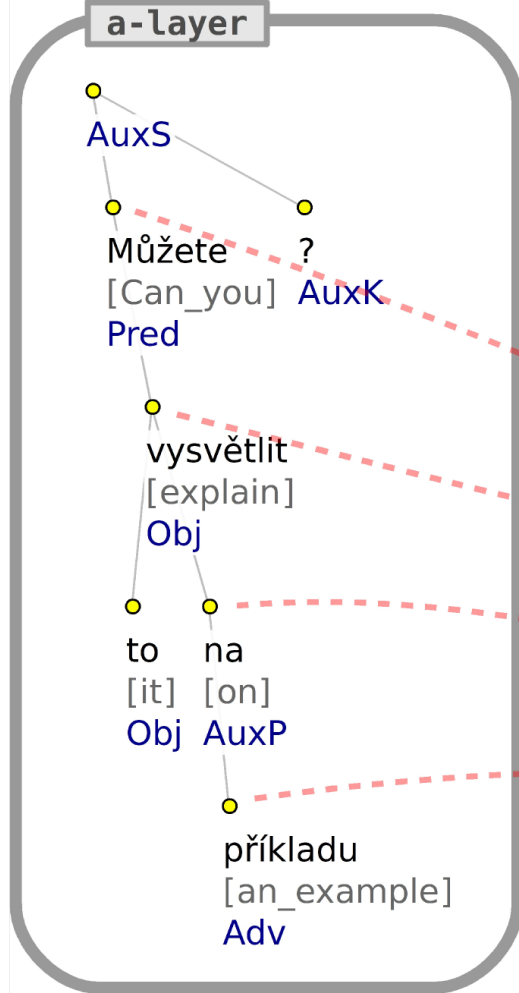 a-layer
AuxS
Můžete ?
[Can_you] AuxK
Pred
vysvětlit
[explain]
Obj
to na
[it] [on]
Obj AuxP
příkladu
[an_example]
Adv